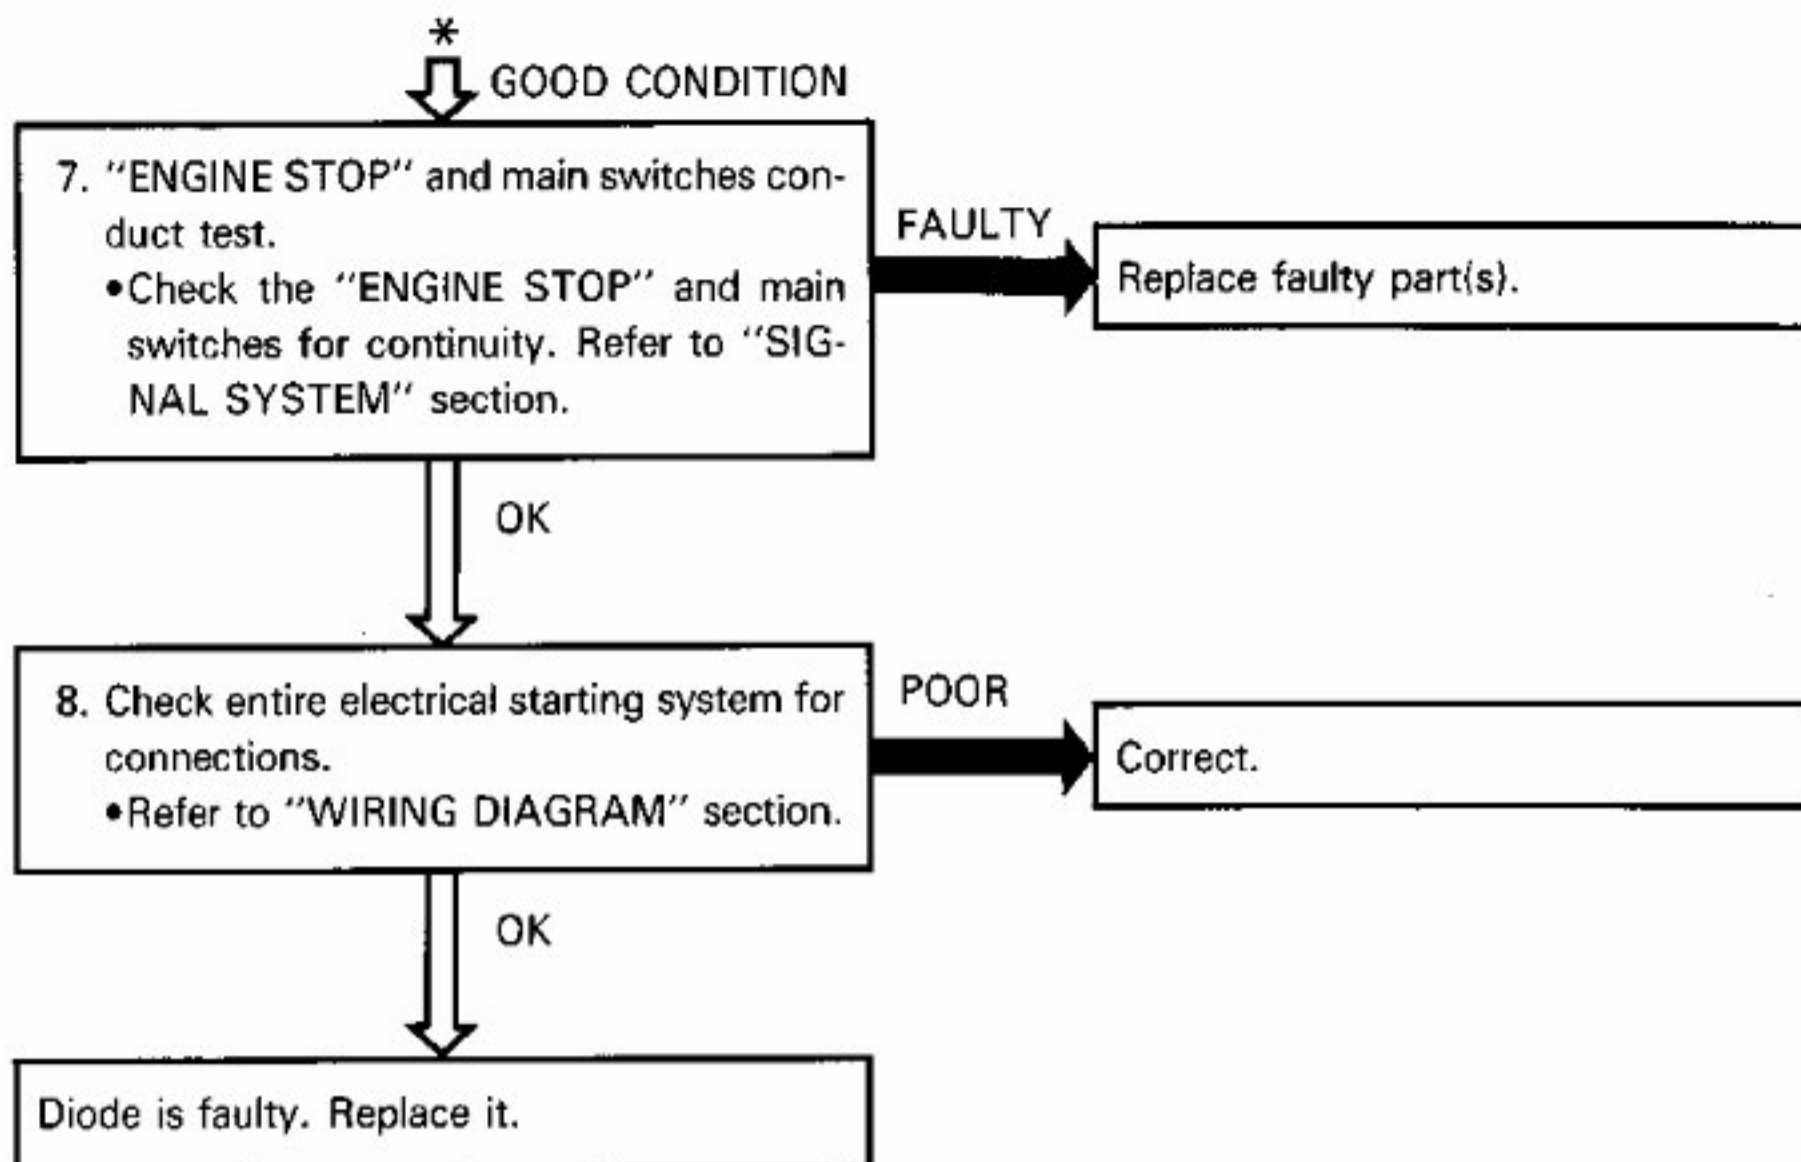 *
GOOD CONDITION
7. "ENGINE STOP" and main switches con-
duct test.
•Check the "ENGINE STOP" and main
switches for continuity. Refer to "SIG-
NAL SYSTEM" section.
FAULTY
Replace faulty part(s).
OK
8. Check entire electrical starting system for
connections.
•Refer to "WIRING DIAGRAM" section.
POOR
Correct.
OK
Diode is faulty. Replace it.